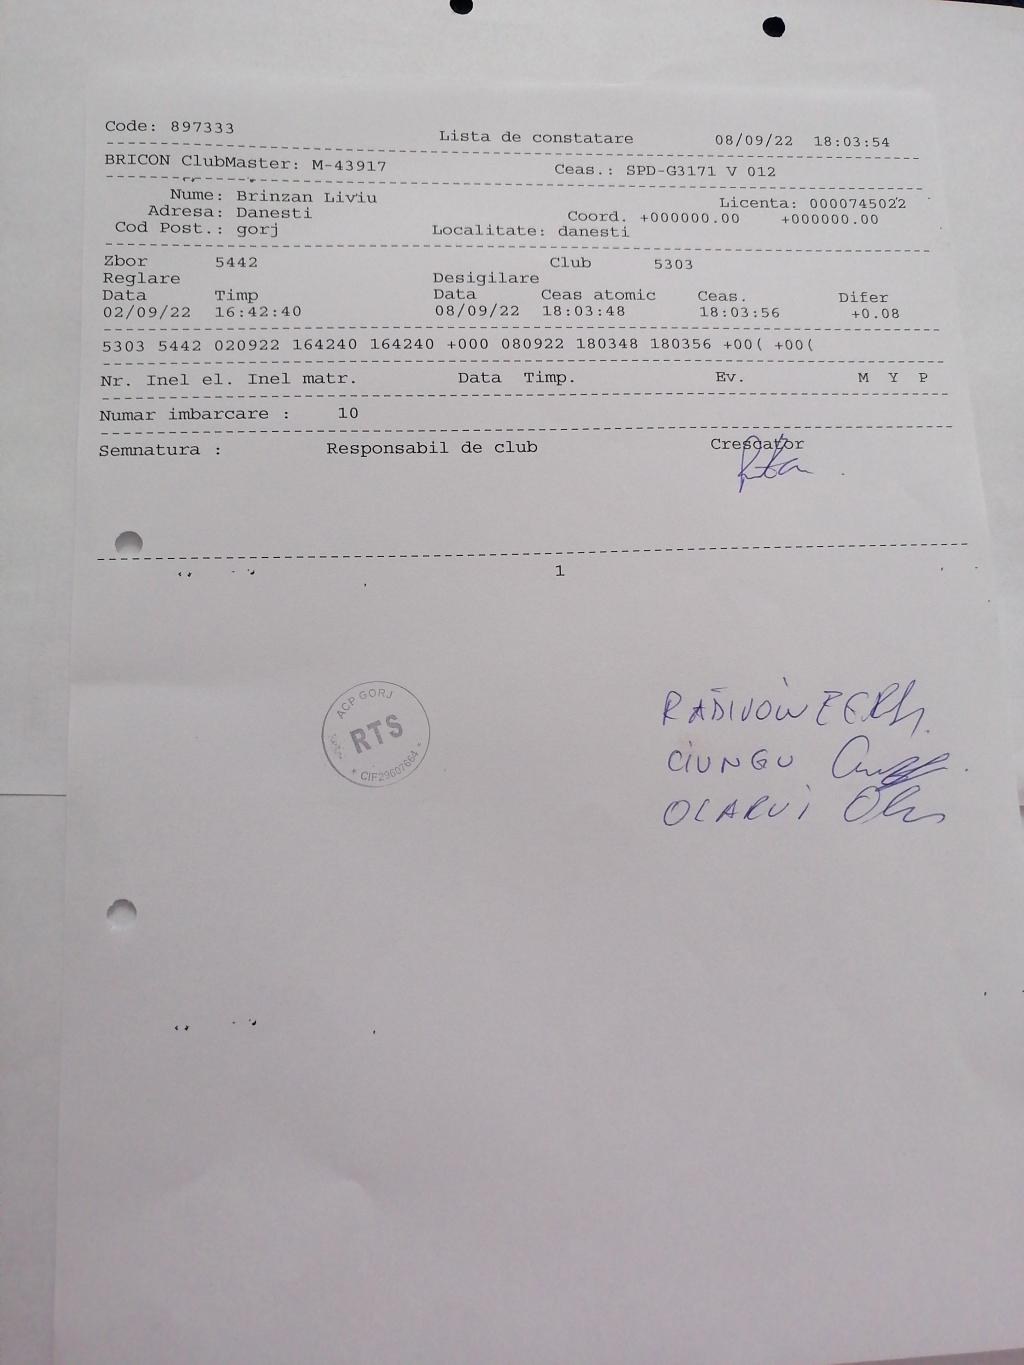 Code: 897333
Lista de constatare 08/09/22 18:03:54
BRICON ClubMaster: M-43917 Ceas.: SPD-G3171 V 012
Nume: Brinzan Liviu Licenta: 0000745022
Adresa: Danesti Coord. +000000.00 +000000.00
Cod Post.: gorj Localitate: danesti
Zbor 5442 Club 5303
Reglare Desigilare
Data Timp Data Ceas atomic Ceas. Difer
02/09/22 16:42:40 08/09/22 18:03:48 18:03:56 +0.08
5303 5442 020922 164240 164240 +000 080922 180348 180356 +00( +00(
Nr. Inel el. Inel matr. Data Timp. Ev. M Y P
Numar imbarcare : 10
Semnatura : Responsabil de club Crescator
1
ACP GORJ
RTS
* CIF29607664 *
CIUNGU
OLARUI